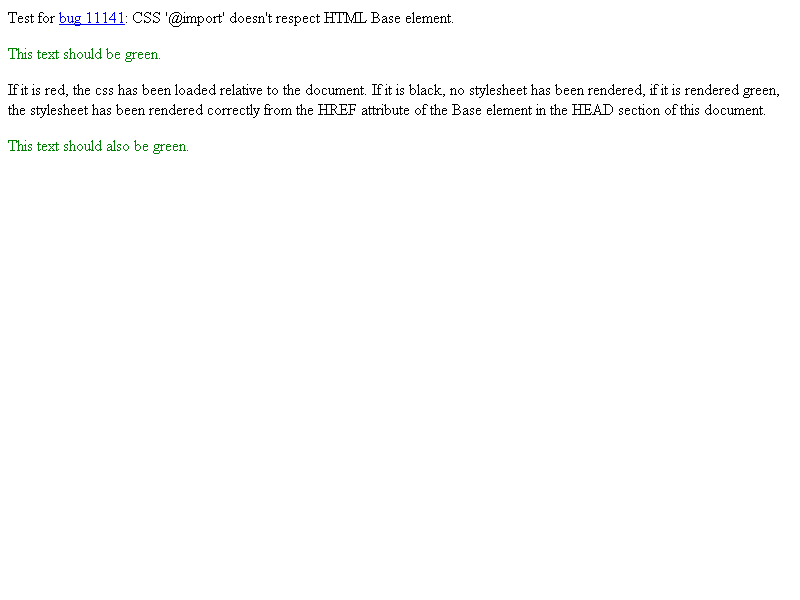 Test for bug 11141: CSS '@import' doesn't respect HTML Base element.
This text should be green.
If it is red, the css has been loaded relative to the document. If it is black, no stylesheet has been rendered, if it is rendered green,
the stylesheet has been rendered correctly from the HREF attribute of the Base element in the HEAD section of this document.
This text should also be green.